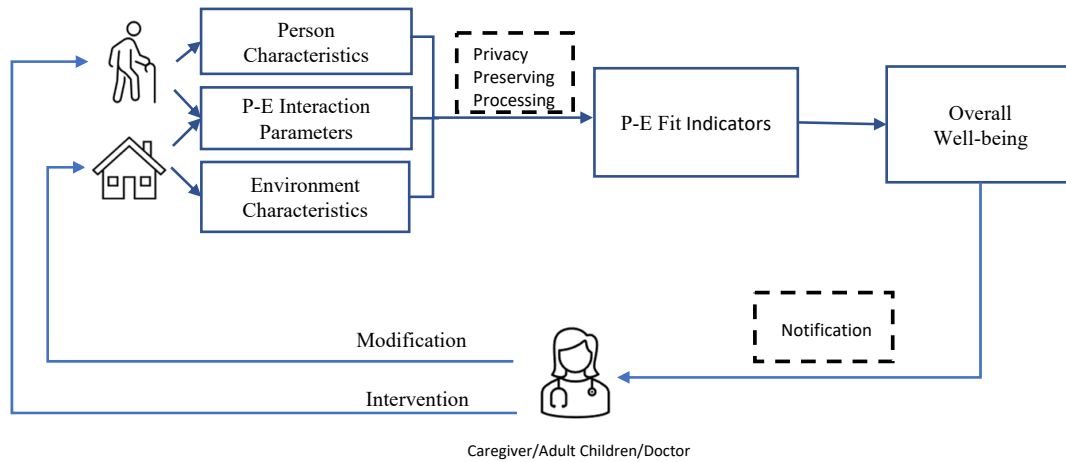 Person
Characteristics
P-E Interaction
Parameters
Environment
Characteristics
Privacy
Preserving
Processing
P-E Fit Indicators
Overall
Well-being
Notification
Modification
Intervention
Caregiver/Adult Children/Doctor